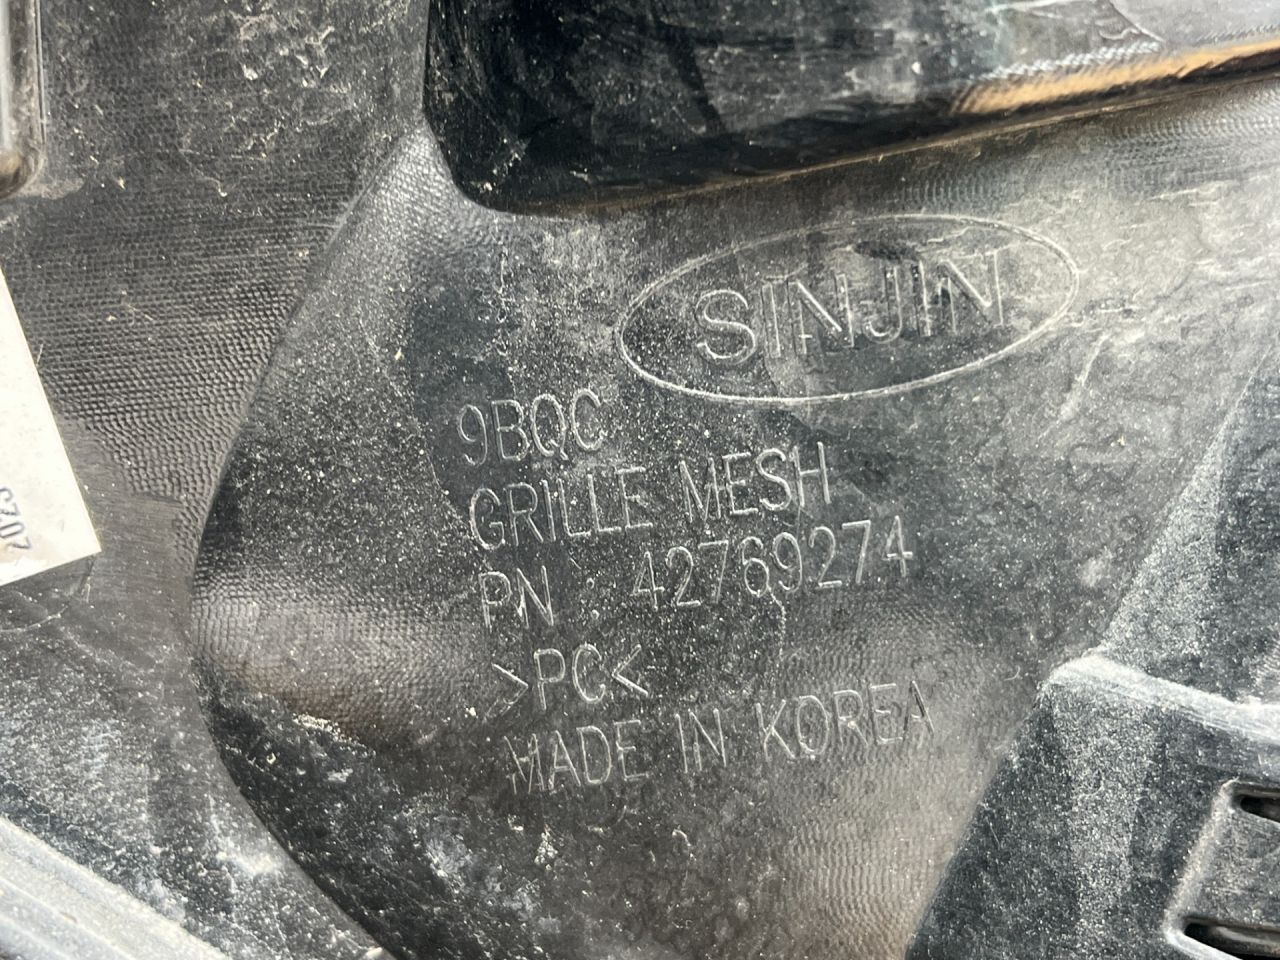 SINJIN
9BQC
GRILLE MESH
PN : 42769274
>PC<
MADE IN KOREA